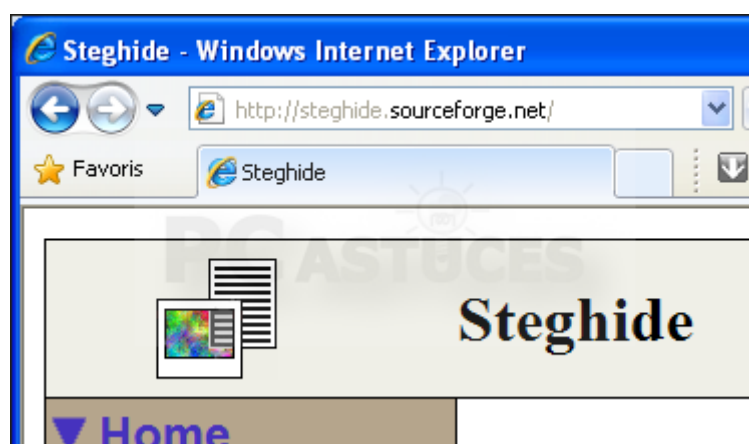 Steghide - Windows Internet Explorer
http://steghide.sourceforge.net/
Favoris
Steghide
PC ASTUCES
Steghide
▼ Home